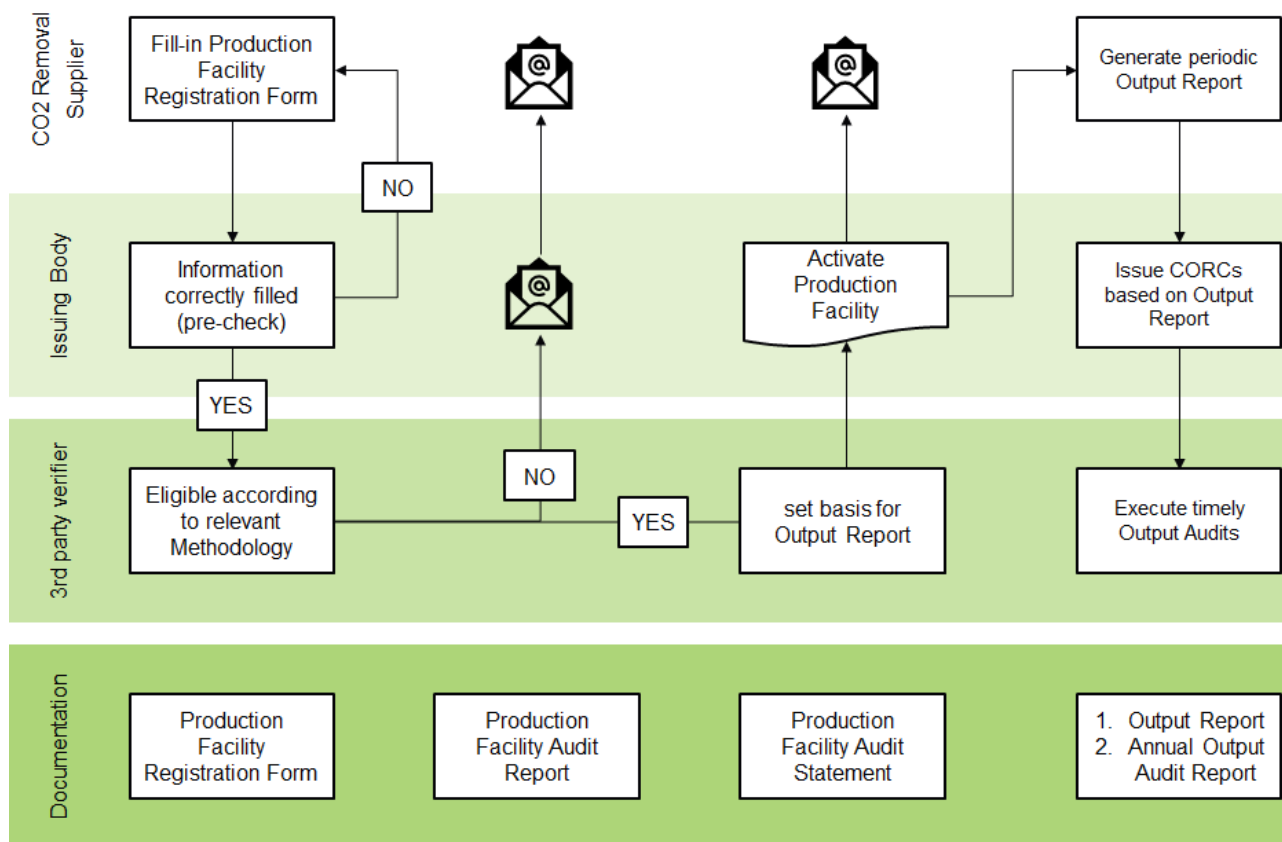 CO2 Removal
Supplier
Fill-in Production
Facility
Registration Form
@
@
Generate periodic
Output Report
NO
Issuing Body
Information
correctly filled
(pre-check)
@
Activate
Production
Facility
Issue CORCs
based on Output
Report
YES
3rd party verifier
Eligible according
to relevant
Methodology
NO
YES
set basis for
Output Report
Execute timely
Output Audits
Documentation
Production
Facility
Registration Form
Production
Facility Audit
Report
Production
Facility Audit
Statement
1. Output Report
2. Annual Output
Audit Report